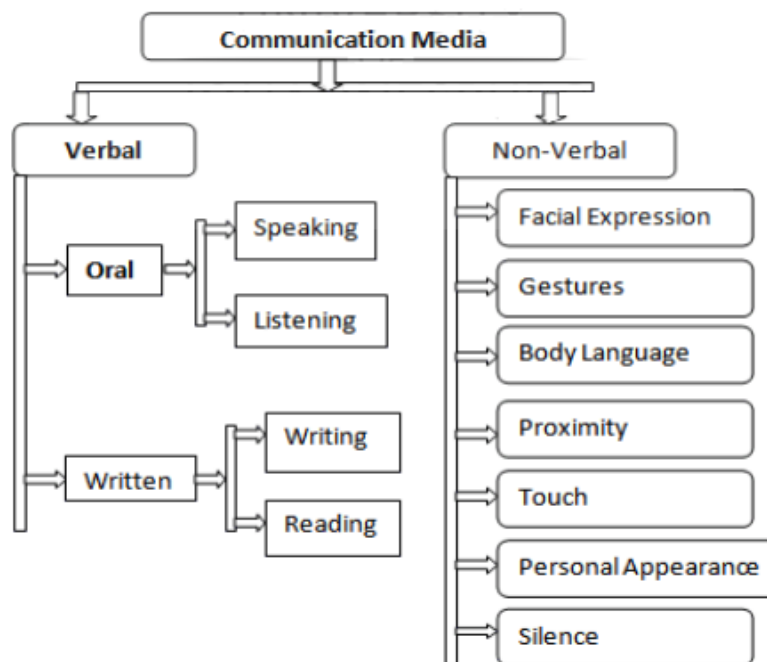 Communication Media
Verbal
Non-Verbal
Oral
Speaking
Listening
Written
Writing
Reading
Facial Expression
Gestures
Body Language
Proximity
Touch
Personal Appearance
Silence